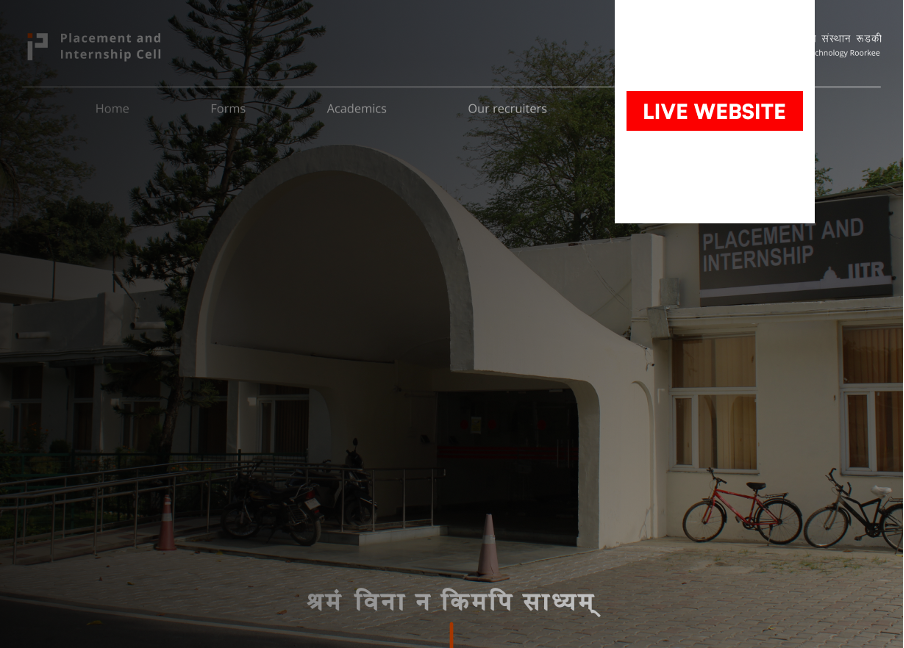 Placement and
Internship Cell
संस्थान रूड़की
Roorkee
Home Forms Academics Our recruiters
LIVE WEBSITE
PLACEMENT AND
INTERNSHIP
IITR
श्रमं विना न किमपि साध्यम्